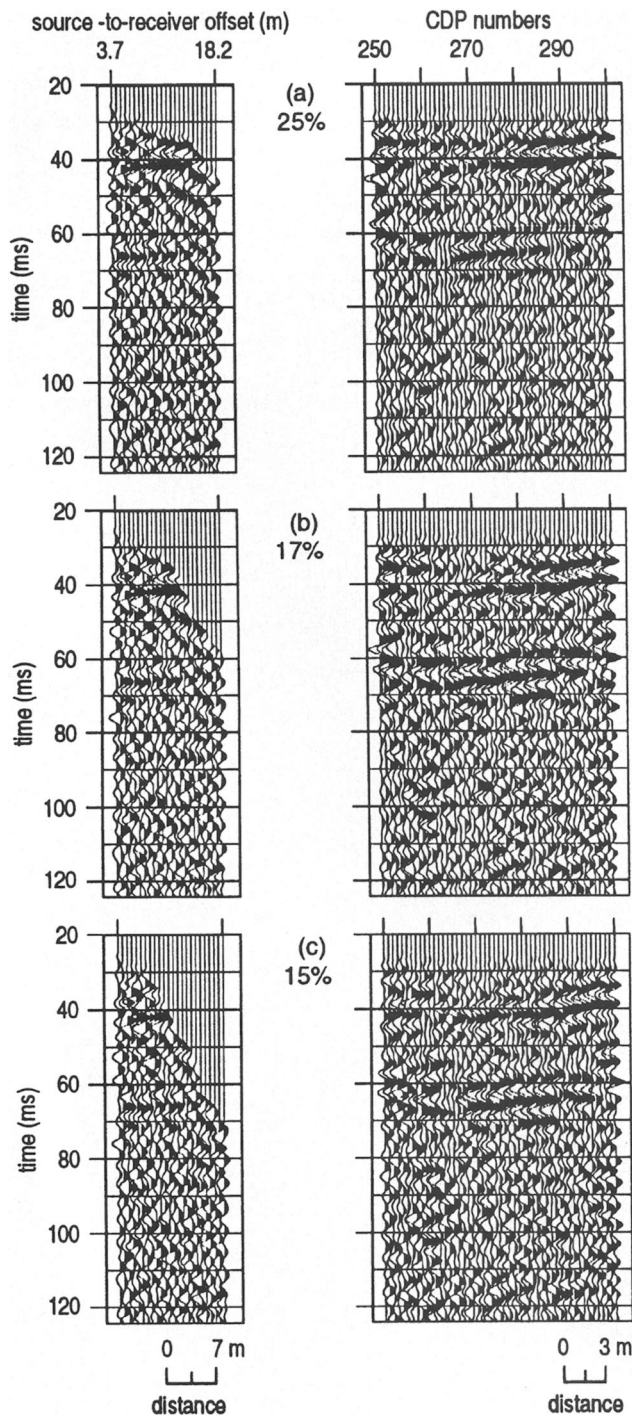 source -to-receiver offset (m) CDP numbers
3.7 18.2 250 270 290
20
(a)
25%
40
60
80
100
120
time (ms)
20
(b)
17%
40
60
80
100
120
time (ms)
20
(c)
15%
40
60
80
100
120
time (ms)
0 7 m 0 3 m
distance distance